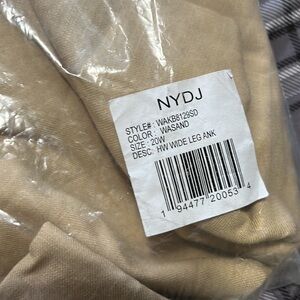 NYDJ
STYLE#: WAKB8129SD
COLOR: WASAND
SIZE: 20W
DESC: HW WIDE LEG ANK
1 94477 20053 4